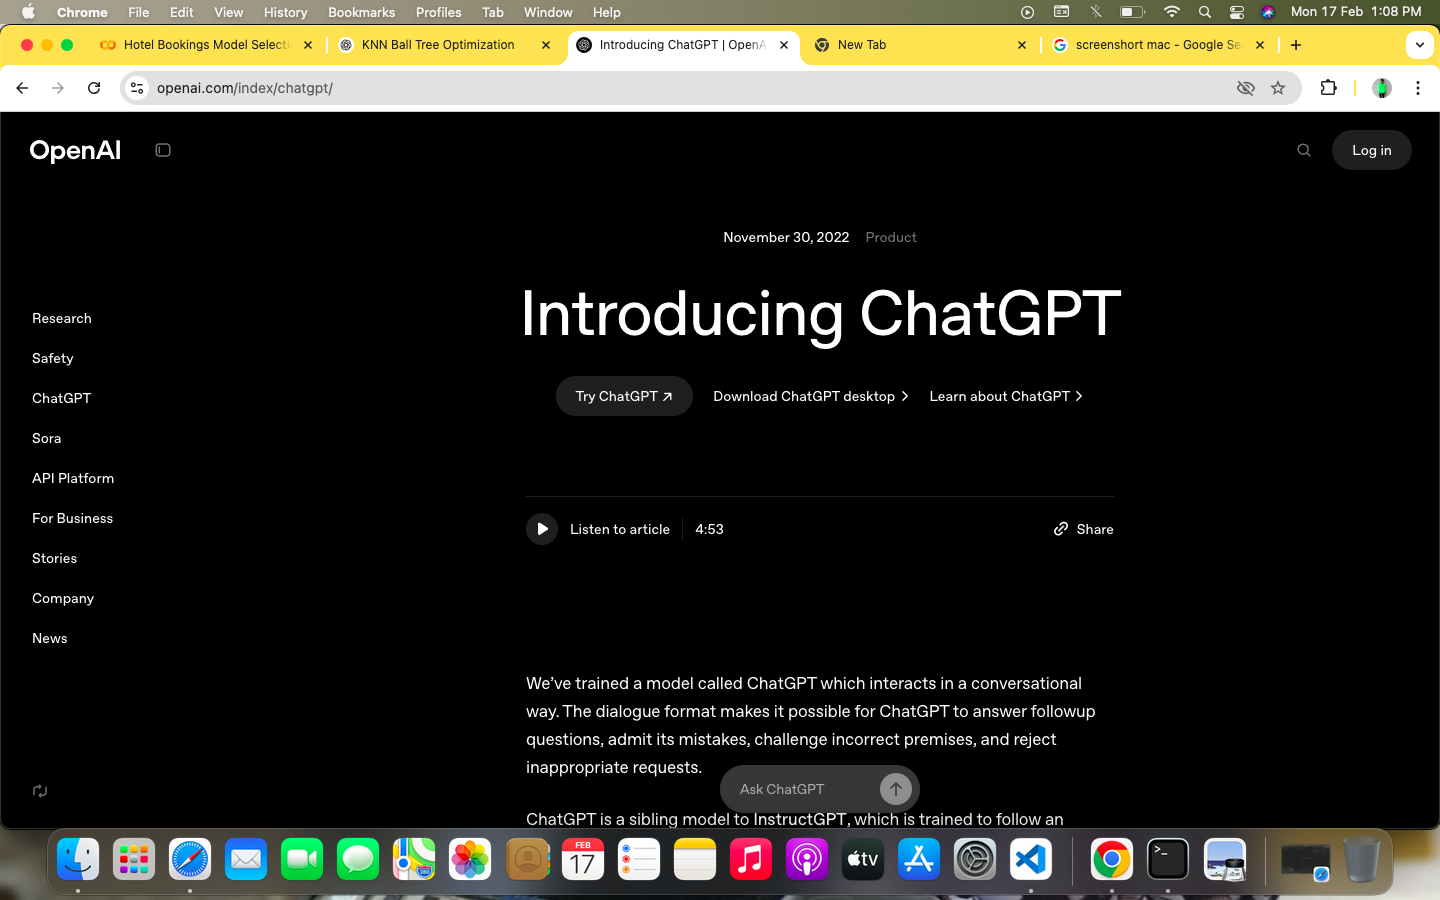 Chrome File Edit View History Bookmarks Profiles Tab Window Help Mon 17 Feb 1:08 PM
Hotel Bookings Model Selecti KNN Ball Tree Optimization Introducing ChatGPT | OpenA New Tab screenshort mac - Google Se
openai.com/index/chatgpt/
OpenAI
Log in
November 30, 2022 Product
Introducing ChatGPT
Research
Safety
ChatGPT
Sora
API Platform
For Business
Stories
Company
News
Try ChatGPT Download ChatGPT desktop Learn about ChatGPT
Listen to article 4:53 Share
We’ve trained a model called ChatGPT which interacts in a conversational
way. The dialogue format makes it possible for ChatGPT to answer followup
questions, admit its mistakes, challenge incorrect premises, and reject
inappropriate requests.
Ask ChatGPT
ChatGPT is a sibling model to InstructGPT, which is trained to follow an
FEB
17
tv
280
>_